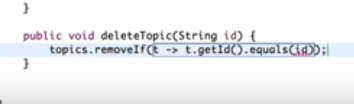 }
public void deleteTopic(String id) {
topics.removeIf(t -> t.getId().equals(id));
}